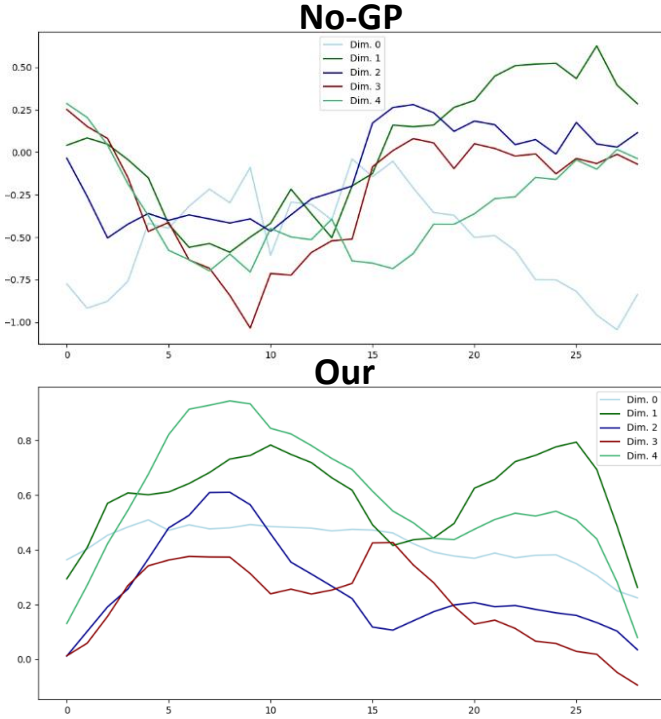 No-GP
Dim. 0
Dim. 1
Dim. 2
Dim. 3
Dim. 4
0.50
0.25
0.00
−0.25
−0.50
−0.75
−1.00
0 5 10 15 20 25
Our
Dim. 0
Dim. 1
Dim. 2
Dim. 3
Dim. 4
0.8
0.6
0.4
0.2
0.0
0 5 10 15 20 25